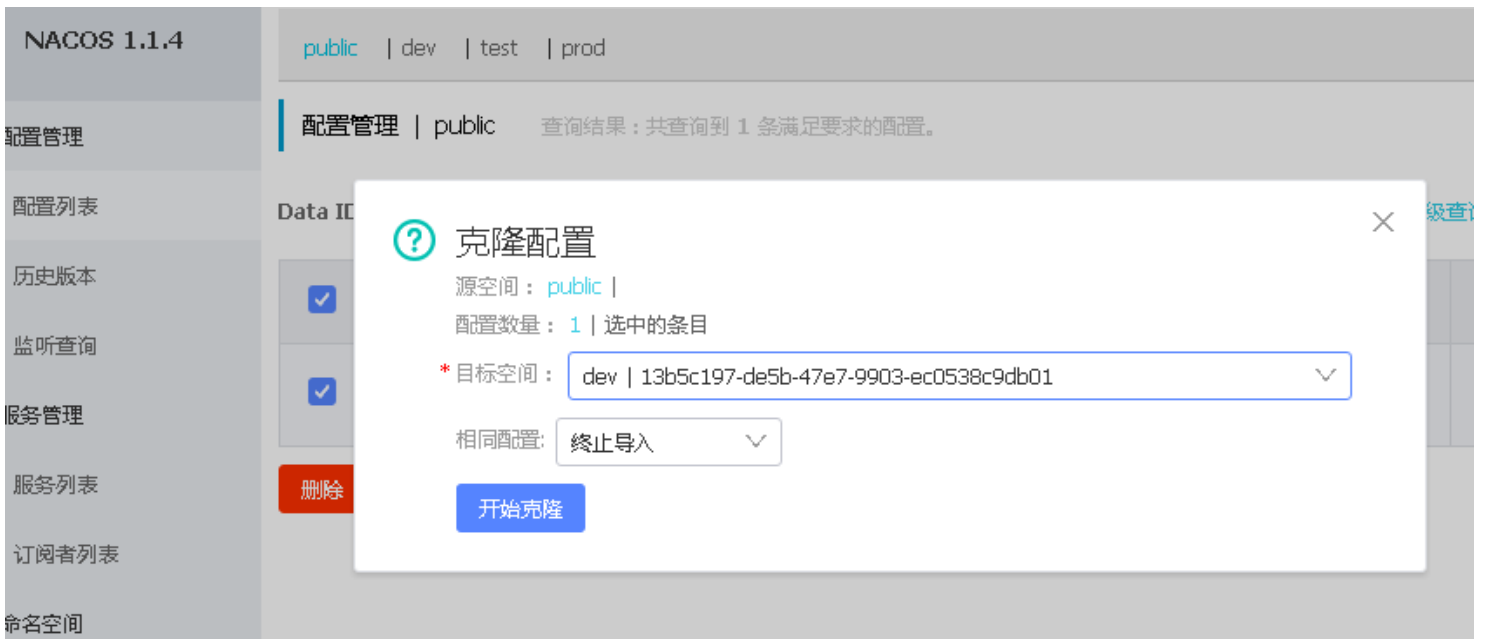 NACOS 1.1.4
public | dev | test | prod
配置管理
配置管理 | public 查询结果：共查询到 1 条满足要求的配置。
配置列表
Data ID
级查询
克隆配置
历史版本
源空间： public |
配置数量： 1 | 选中的条目
监听查询
* 目标空间： dev | 13b5c197-de5b-47e7-9903-ec0538c9db01
服务管理
相同配置: 终止导入
服务列表
删除
开始克隆
订阅者列表
命名空间